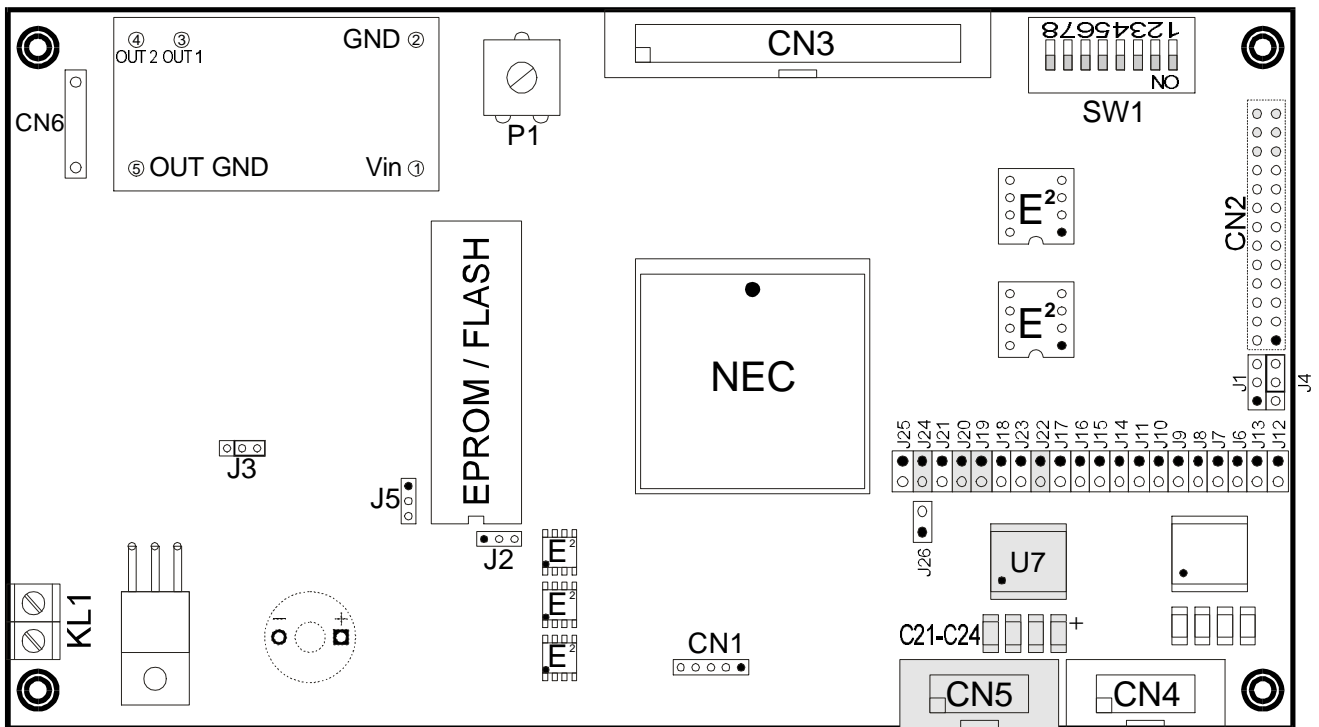 ④ ③ GND ②
OUT 2 OUT 1
⑤ OUT GND Vin ①
CN6
P1
CN3
12345678
ON
SW1
CN2
E²
E²
EPROM / FLASH
NEC
J1
J4
J3
J5
J2
J25 J24 J21 J20 J19 J18 J23 J22 J17 J16 J15 J14 J11 J10 J9 J8 J7 J6 J13 J12
J26
U7
E²
E²
E²
KL1
− +
C21-C24 +
CN1
CN5
CN4